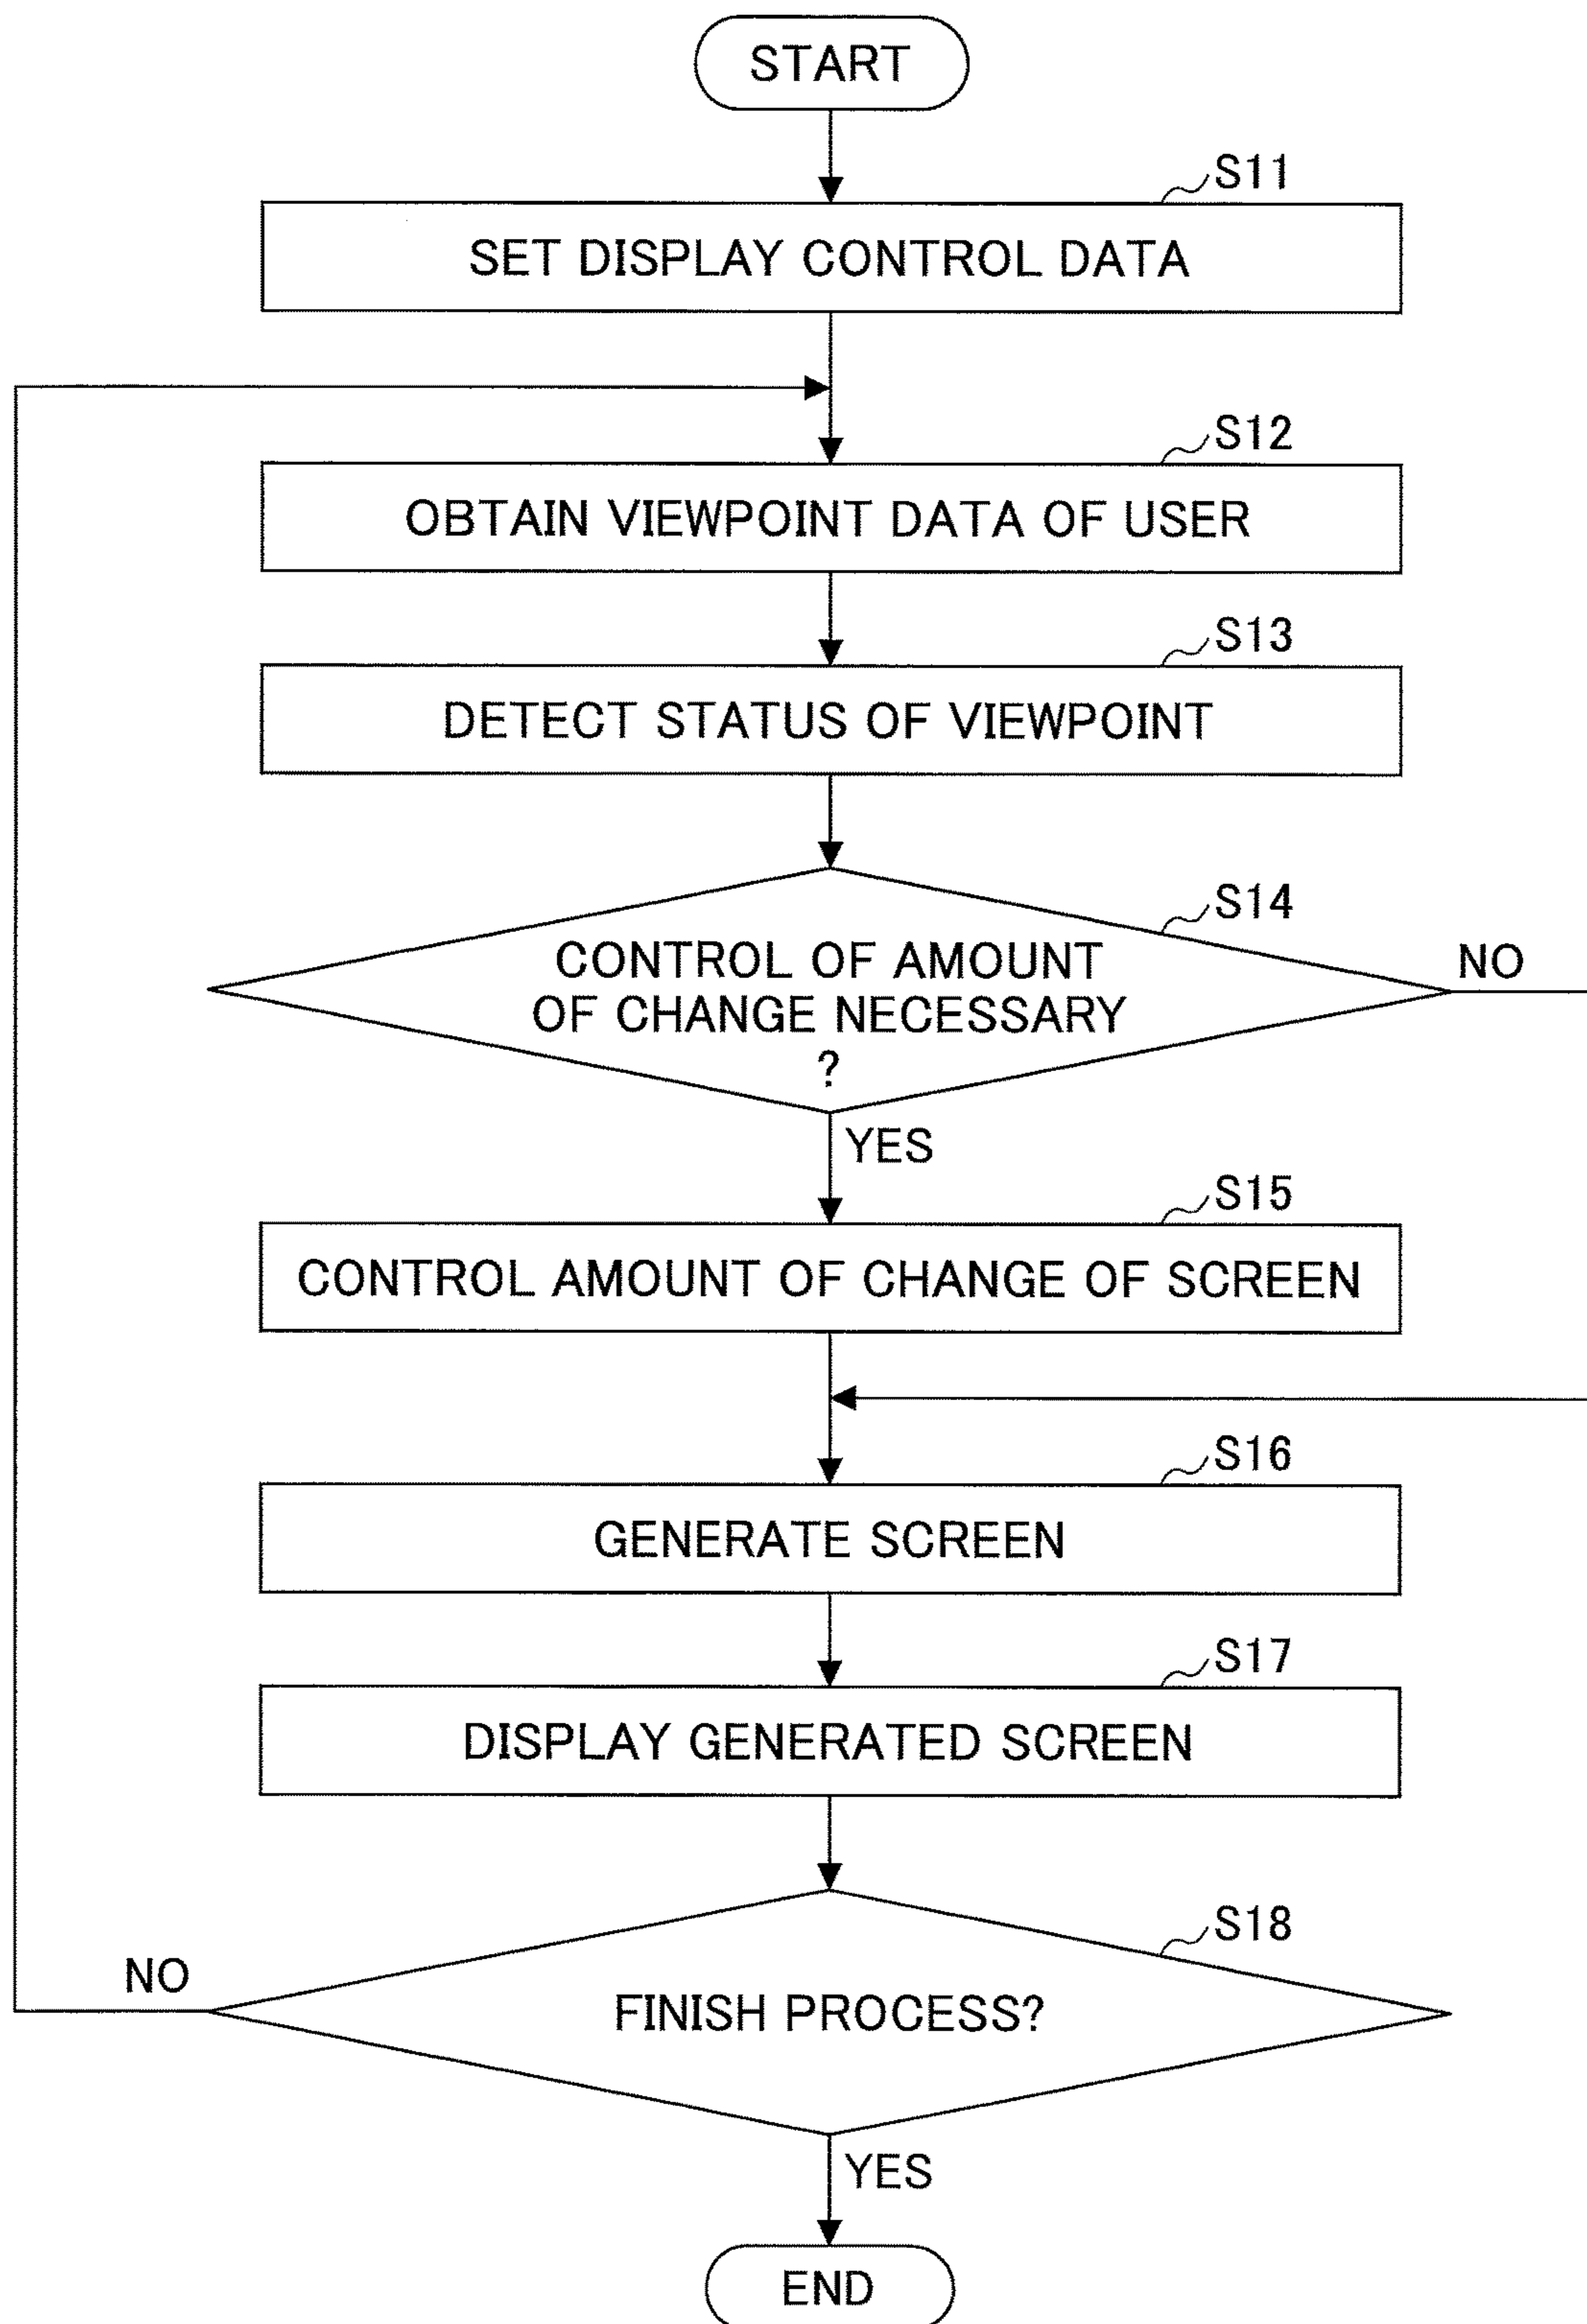 START
S11
SET DISPLAY CONTROL DATA
S12
OBTAIN VIEWPOINT DATA OF USER
S13
DETECT STATUS OF VIEWPOINT
S14
CONTROL OF AMOUNT
OF CHANGE NECESSARY
?
NO
YES
S15
CONTROL AMOUNT OF CHANGE OF SCREEN
S16
GENERATE SCREEN
S17
DISPLAY GENERATED SCREEN
S18
NO
FINISH PROCESS?
YES
END